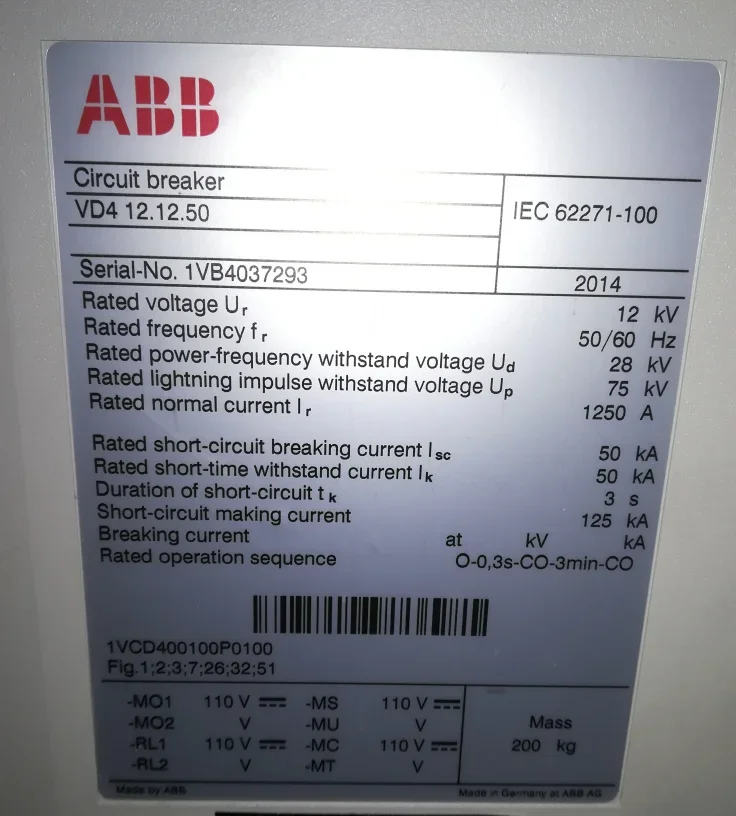 ABB
Circuit breaker
VD4 12.12.50
IEC 62271-100
Serial-No. 1VB4037293
2014
Rated voltage Ur 12 kV
Rated frequency fr 50/60 Hz
Rated power-frequency withstand voltage Ud 28 kV
Rated lightning impulse withstand voltage Up 75 kV
Rated normal current Ir 1250 A
Rated short-circuit breaking current Isc 50 kA
Rated short-time withstand current Ik 50 kA
Duration of short-circuit tk 3 s
Short-circuit making current 125 kA
Breaking current at kV kA
Rated operation sequence O-0,3s-CO-3min-CO
1VCD400100P0100
Fig.1;2;3;7;26;32;51
-MO1 110 V -MS 110 V
-MO2 V -MU V
-RL1 110 V -MC 110 V
-RL2 V -MT V
Mass
200 kg
Made by ABB
Made in Germany at ABB AG